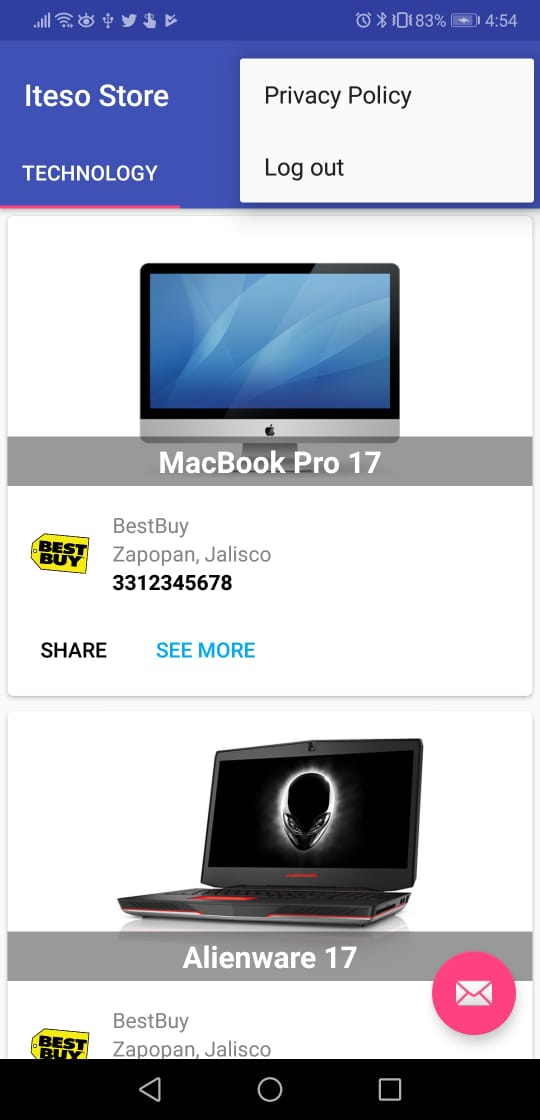 83% 4:54
Iteso Store
Privacy Policy
Log out
TECHNOLOGY
MacBook Pro 17
BEST
BUY
BestBuy
Zapopan, Jalisco
3312345678
SHARE
SEE MORE
Alienware 17
BEST
BUY
BestBuy
Zapopan, Jalisco